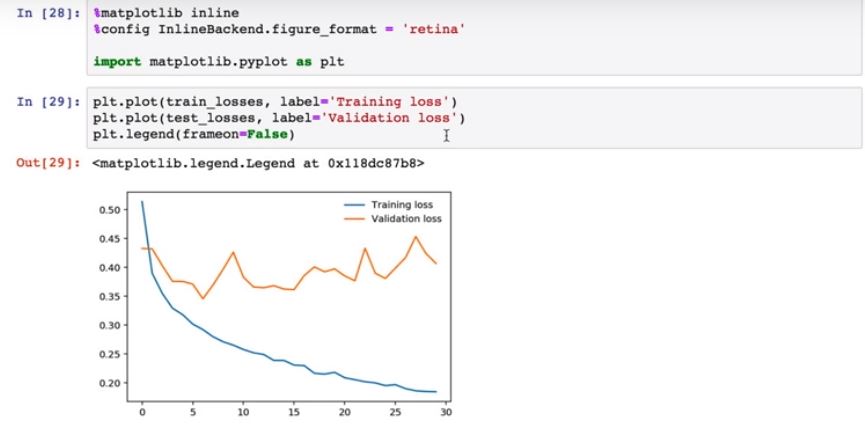 In [28]: %matplotlib inline
%config InlineBackend.figure_format = 'retina'
import matplotlib.pyplot as plt
In [29]: plt.plot(train_losses, label='Training loss')
plt.plot(test_losses, label='Validation loss')
plt.legend(frameon=False)
Out[29]: <matplotlib.legend.Legend at 0x118dc87b8>
Training loss
Validation loss
0.50
0.45
0.40
0.35
0.30
0.25
0.20
0 5 10 15 20 25 30